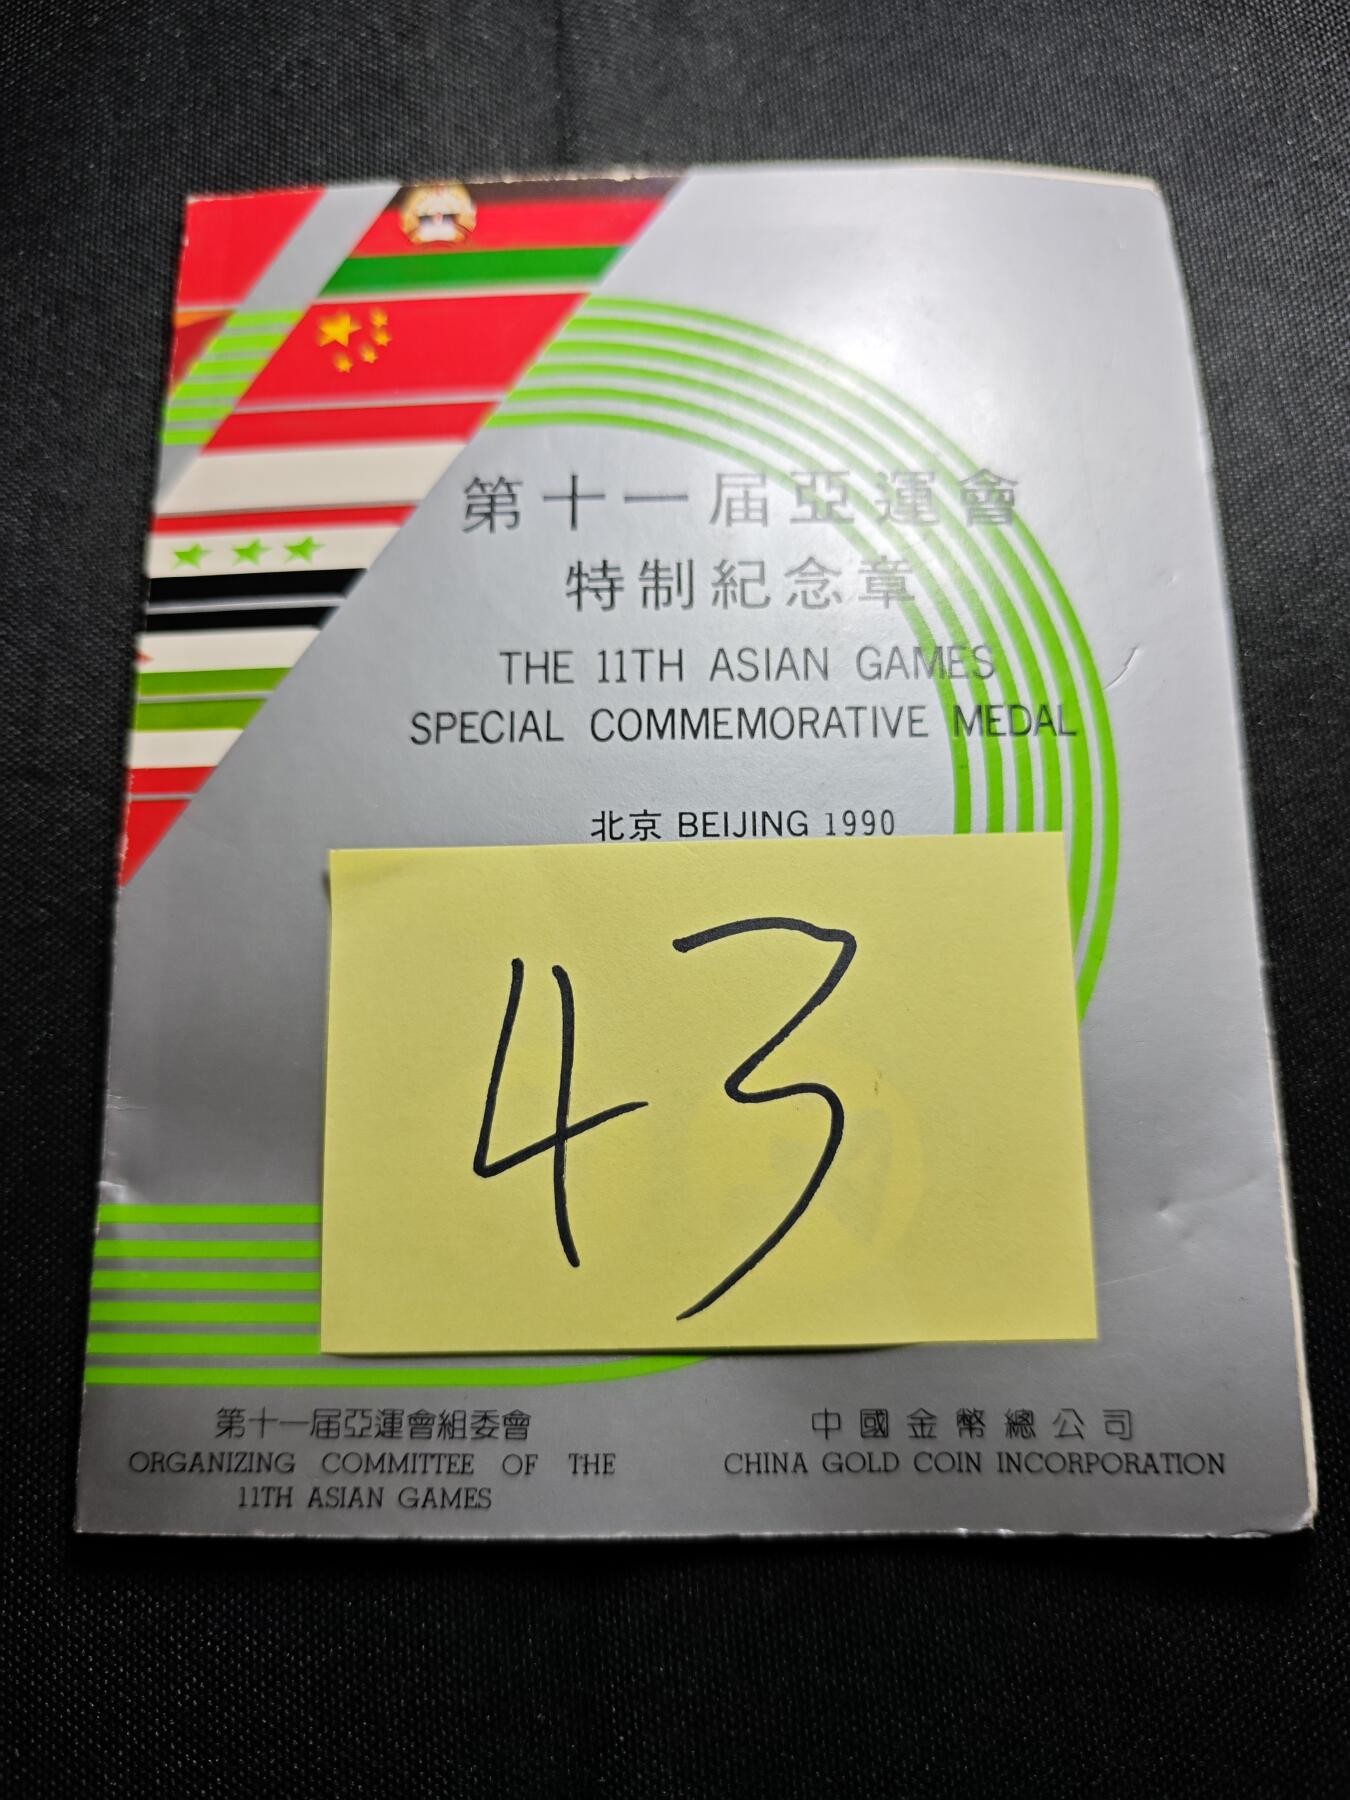 第十一届亞運會
特制紀念章
THE 11TH ASIAN GAMES
SPECIAL COMMEMORATIVE MEDAL
北京 BEIJING 1990
43
第十一届亞運會組委會
ORGANIZING COMMITTEE OF THE
11TH ASIAN GAMES
中國金幣總公司
CHINA GOLD COIN INCORPORATION